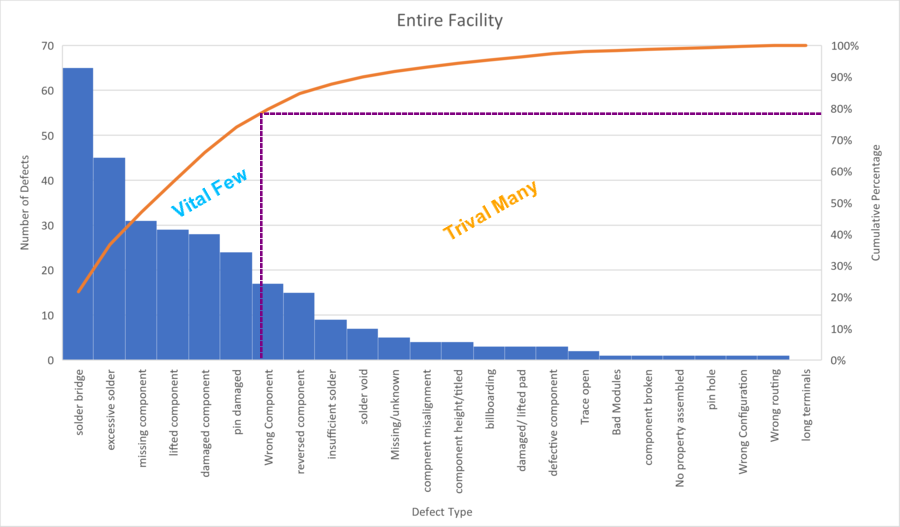 Entire Facility
70
60
50
40
30
20
10
0
Number of Defects
100%
90%
80%
70%
60%
50%
40%
30%
20%
10%
0%
Cumulative Percentage
Vital Few
Trival Many
solder bridge
excessive solder
missing component
lifted component
damaged component
pin damaged
Wrong Component
reversed component
insufficient solder
solder void
Missing/unknown
compnent misalignment
component height/titled
billboarding
damaged/ lifted pad
defective component
Trace open
Bad Modules
component broken
No property assembled
pin hole
Wrong Configuration
Wrong routing
long terminals
Defect Type